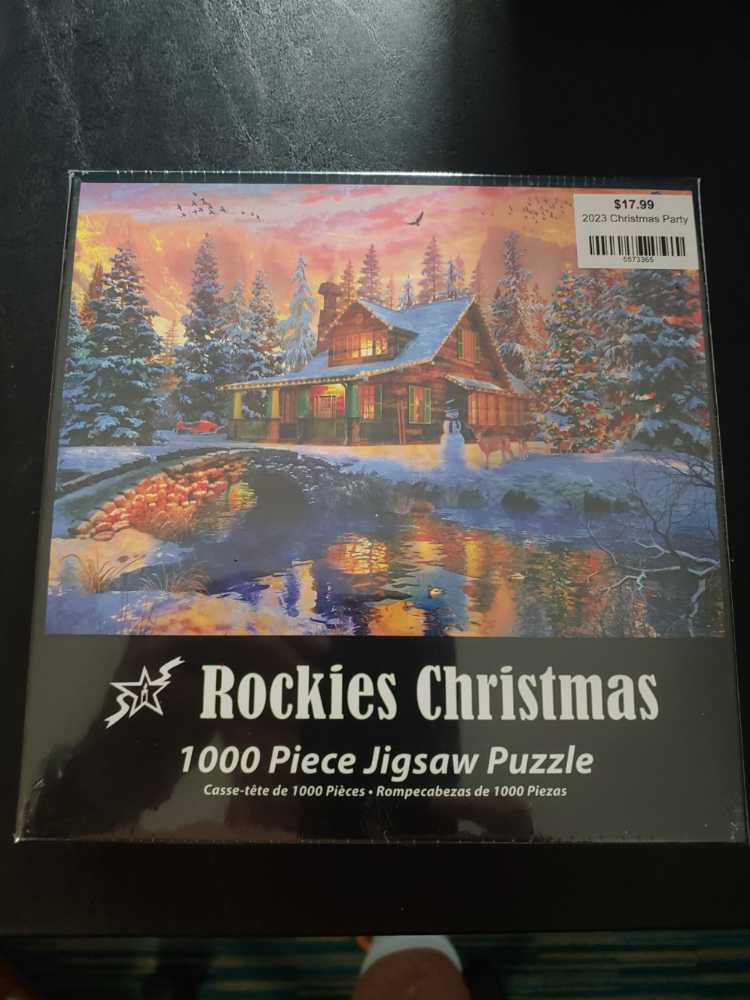 $17.99
2023 Christmas Party
5573365
Rockies Christmas
1000 Piece Jigsaw Puzzle
Casse-tête de 1000 Pièces • Rompecabezas de 1000 Piezas